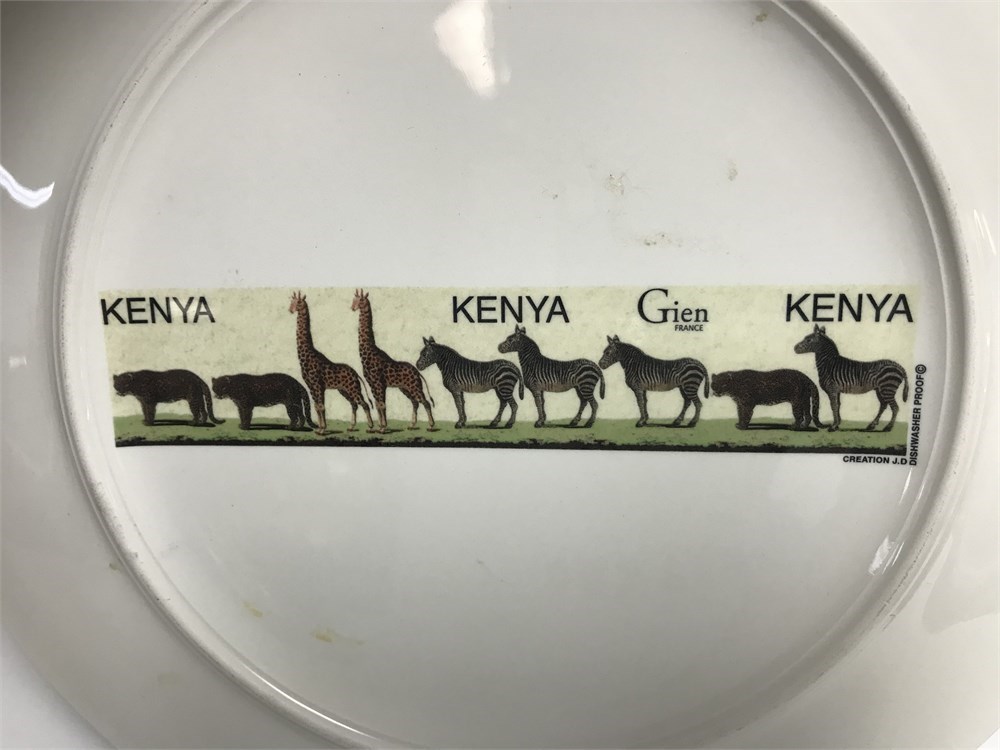 KENYA
KENYA
Gien
FRANCE
KENYA
DISHWASHER PROOF©
CREATION J.D